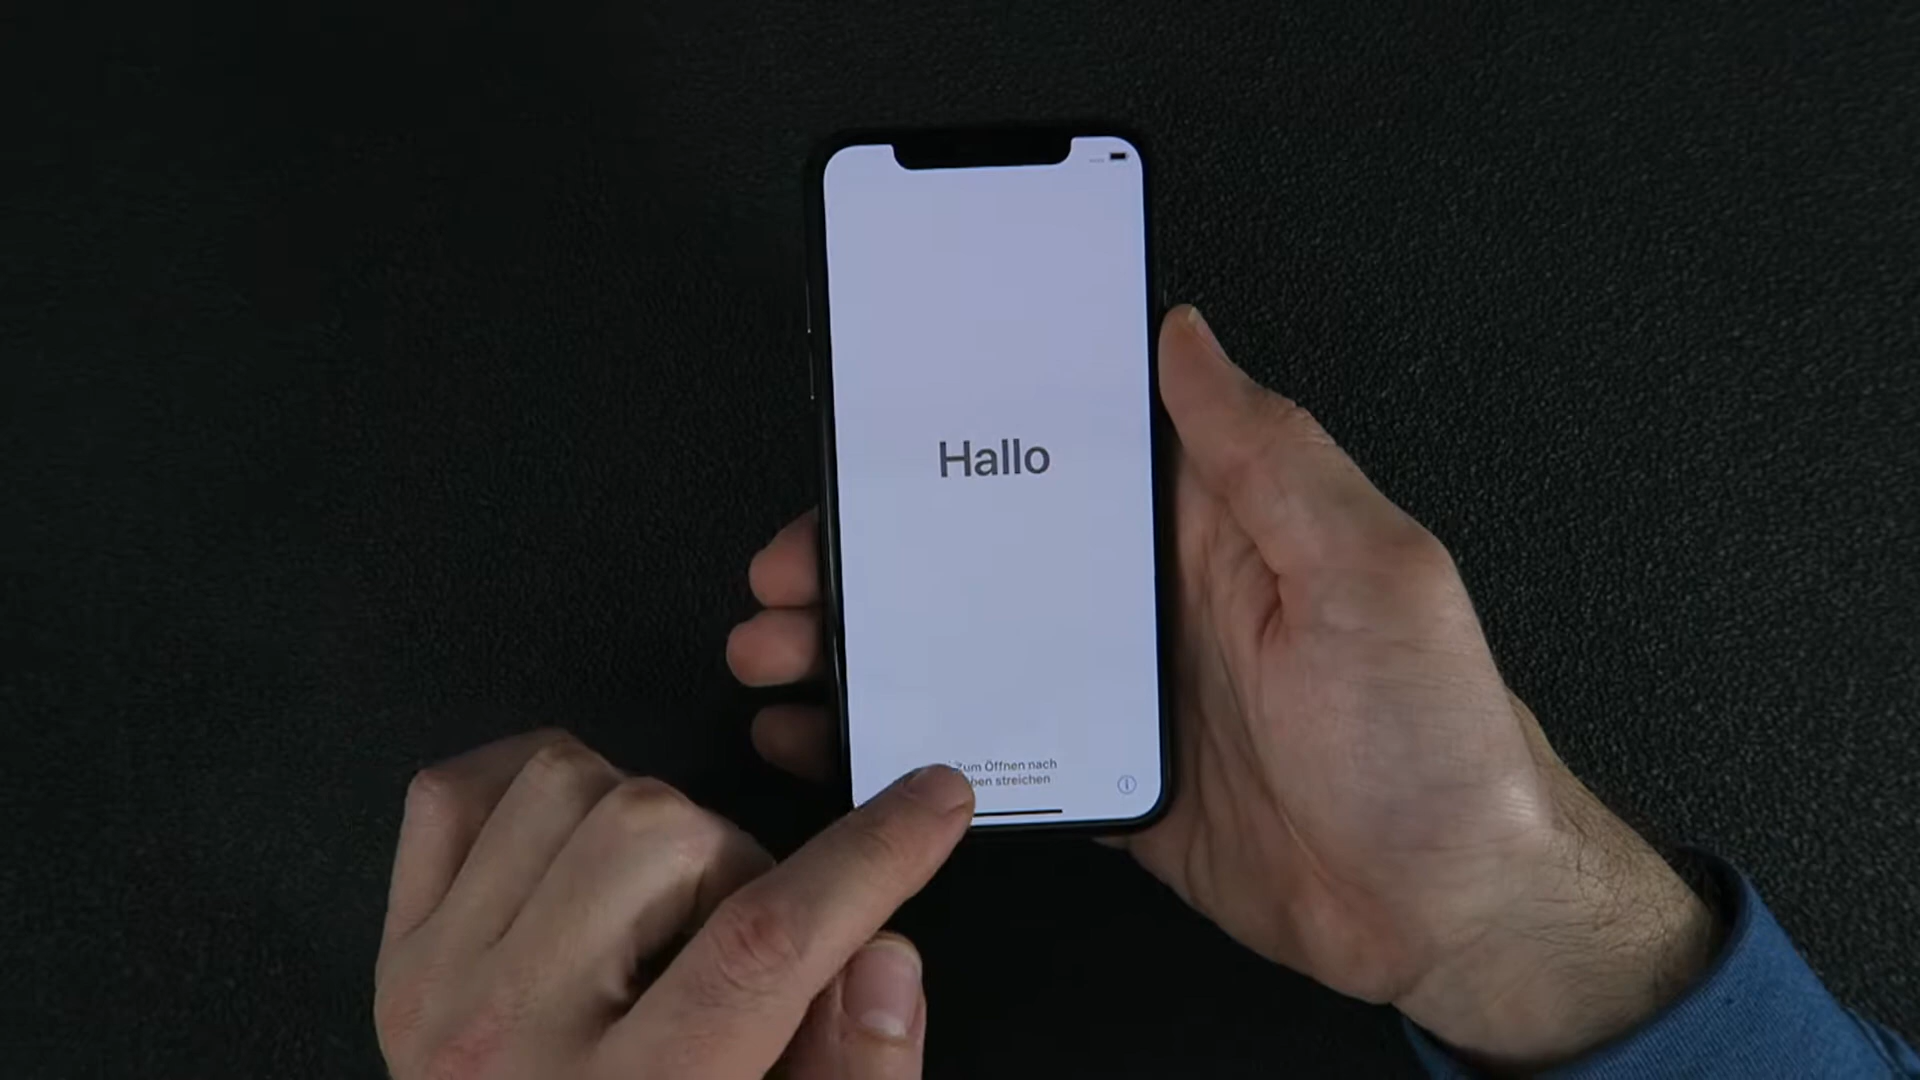 Hallo
Zum Öffnen nach
streichen